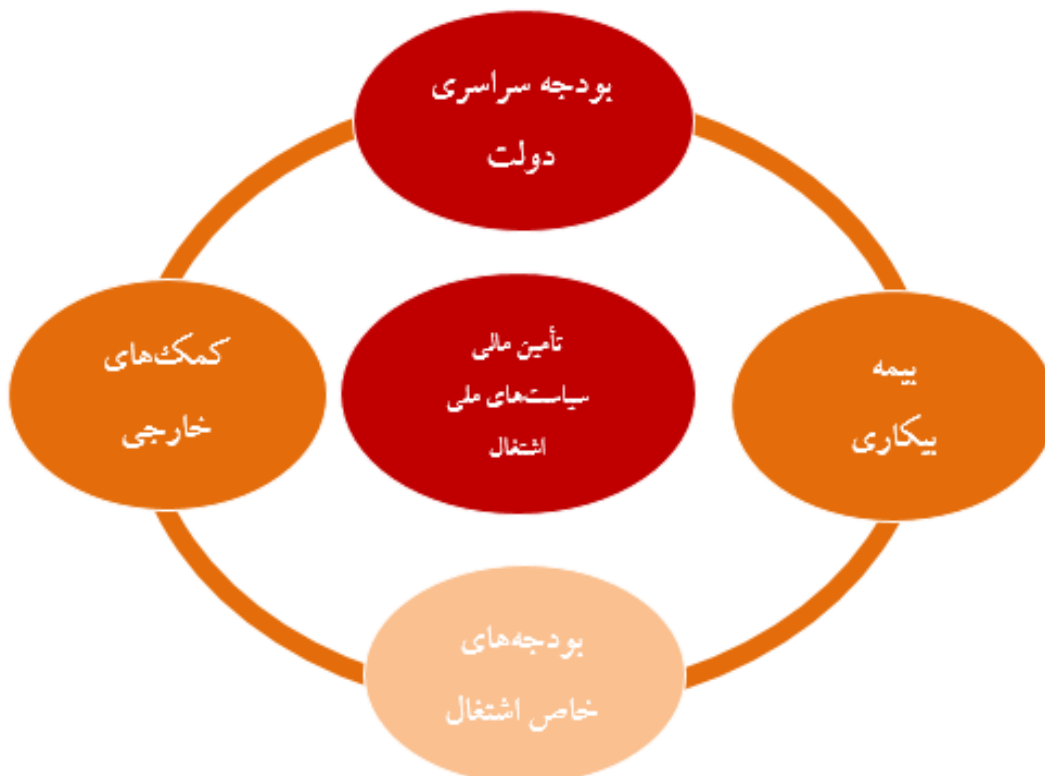 بودجه سراسری
دولت
بیمه
بیکاری
تأمین مالی
سیاست‌های ملی
اشتغال
کمک‌های
خارجی
بودجه‌های
خاص اشتغال